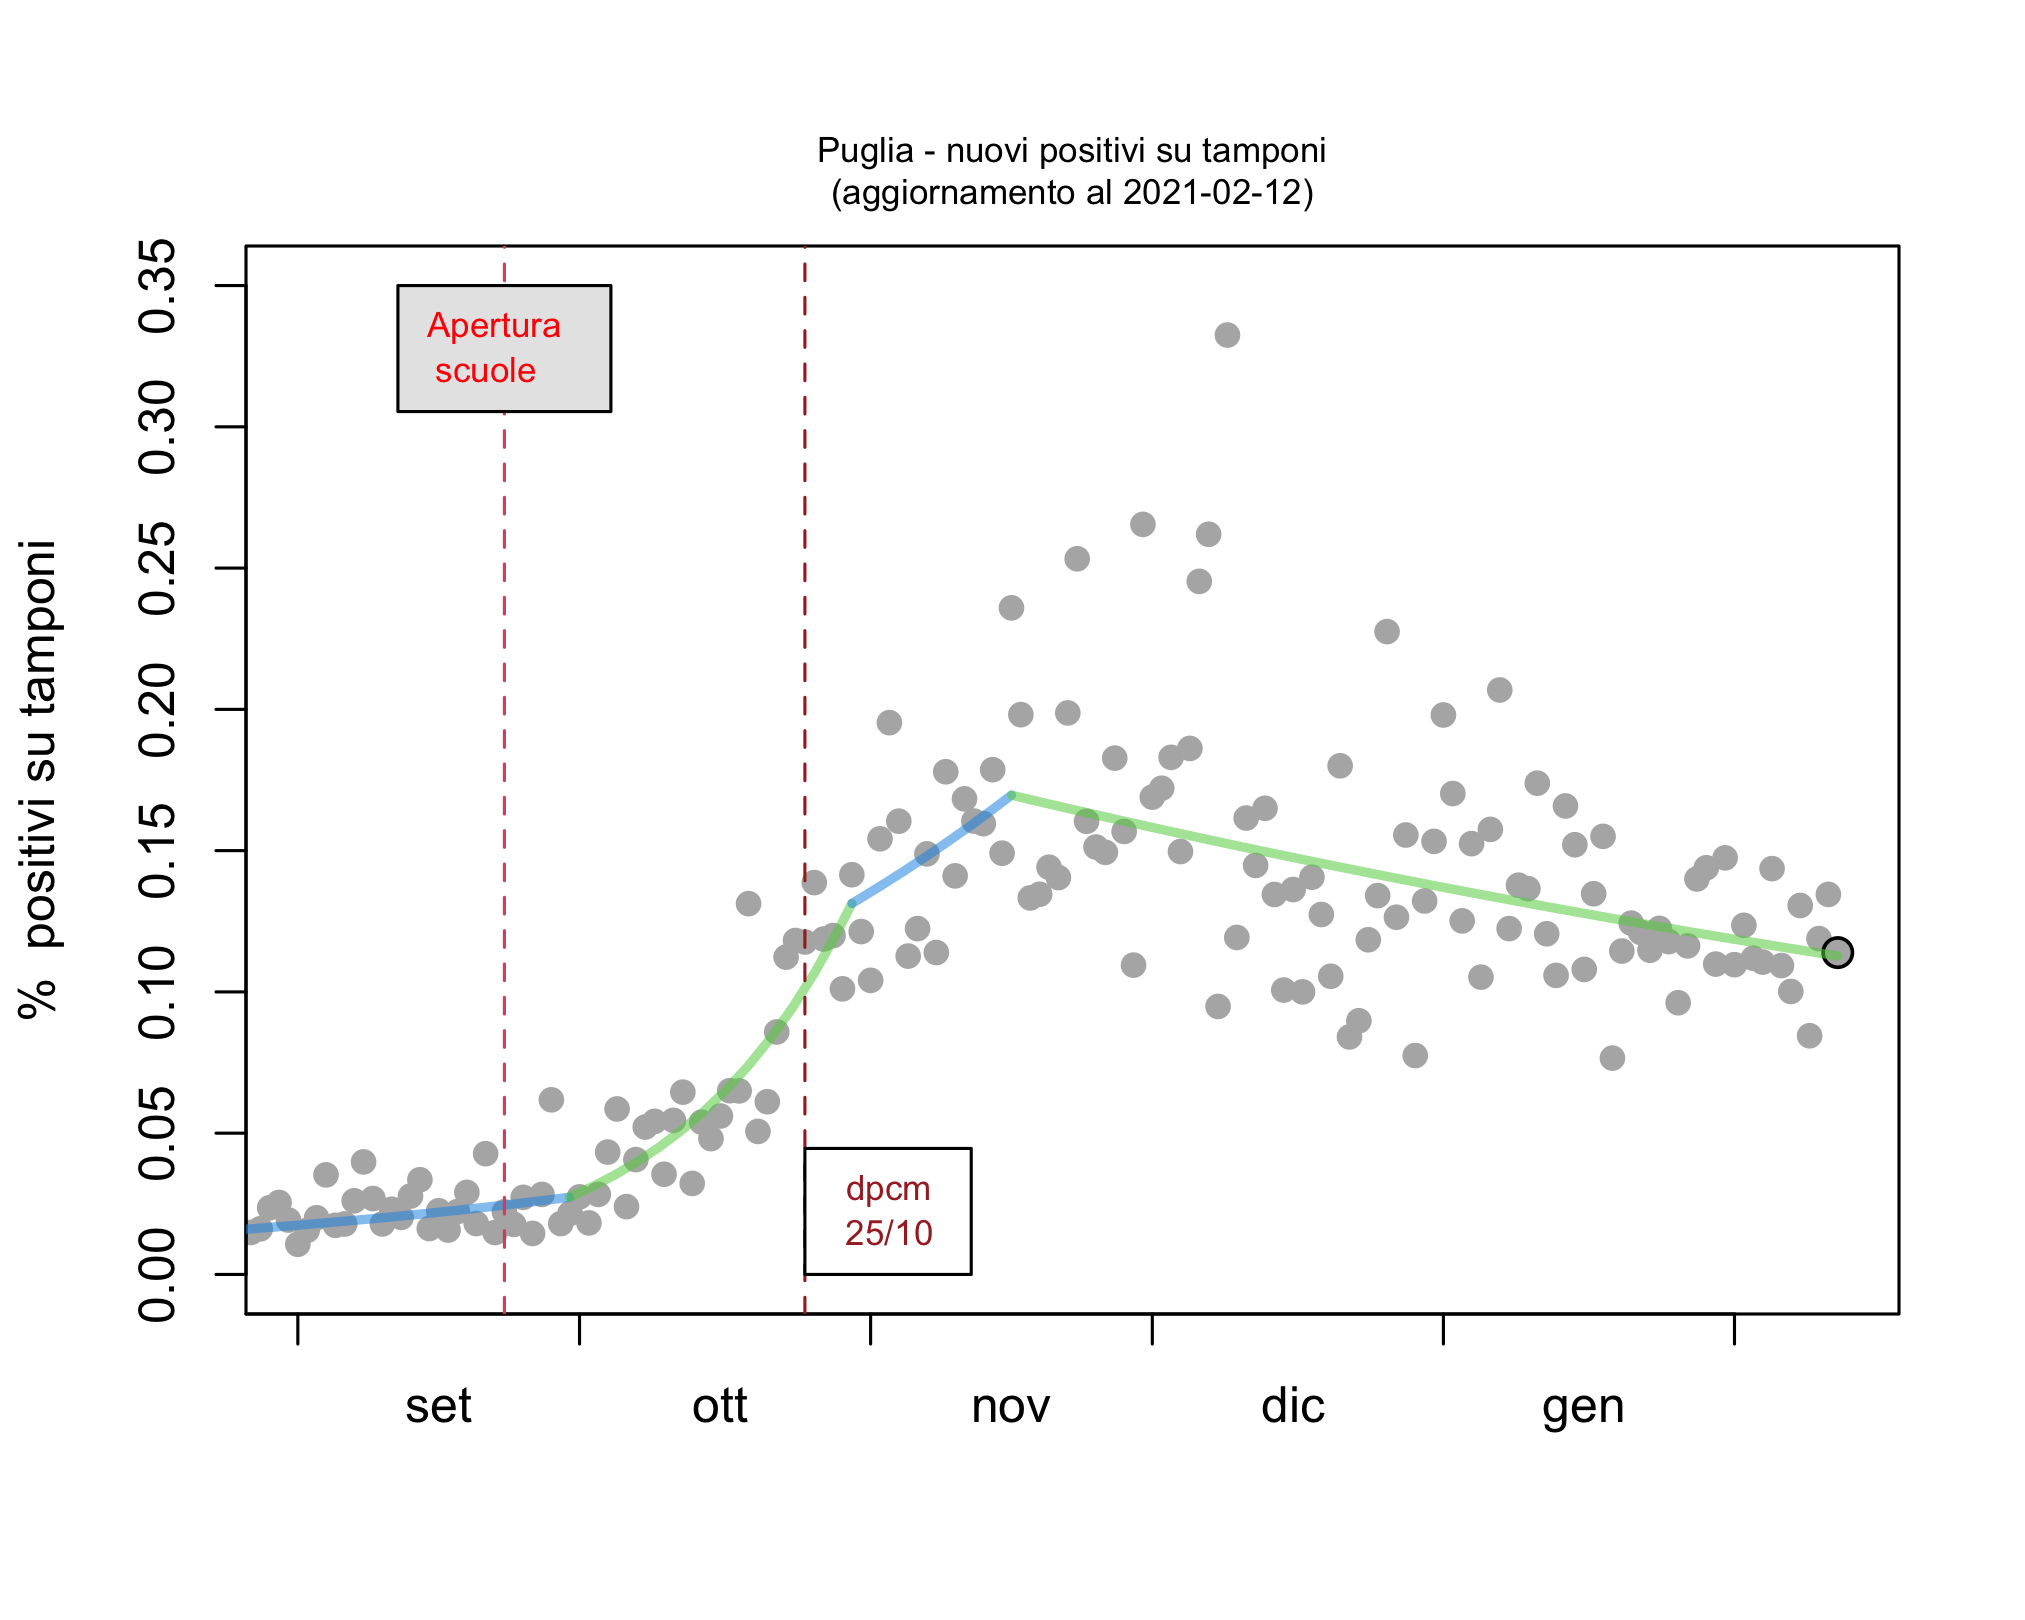 Puglia - nuovi positivi su tamponi
(aggiornamento al 2021-02-12)
% positivi su tamponi
0.35
0.30
0.25
0.20
0.15
0.10
0.05
0.00
Apertura
scuole
dpcm
25/10
set
ott
nov
dic
gen